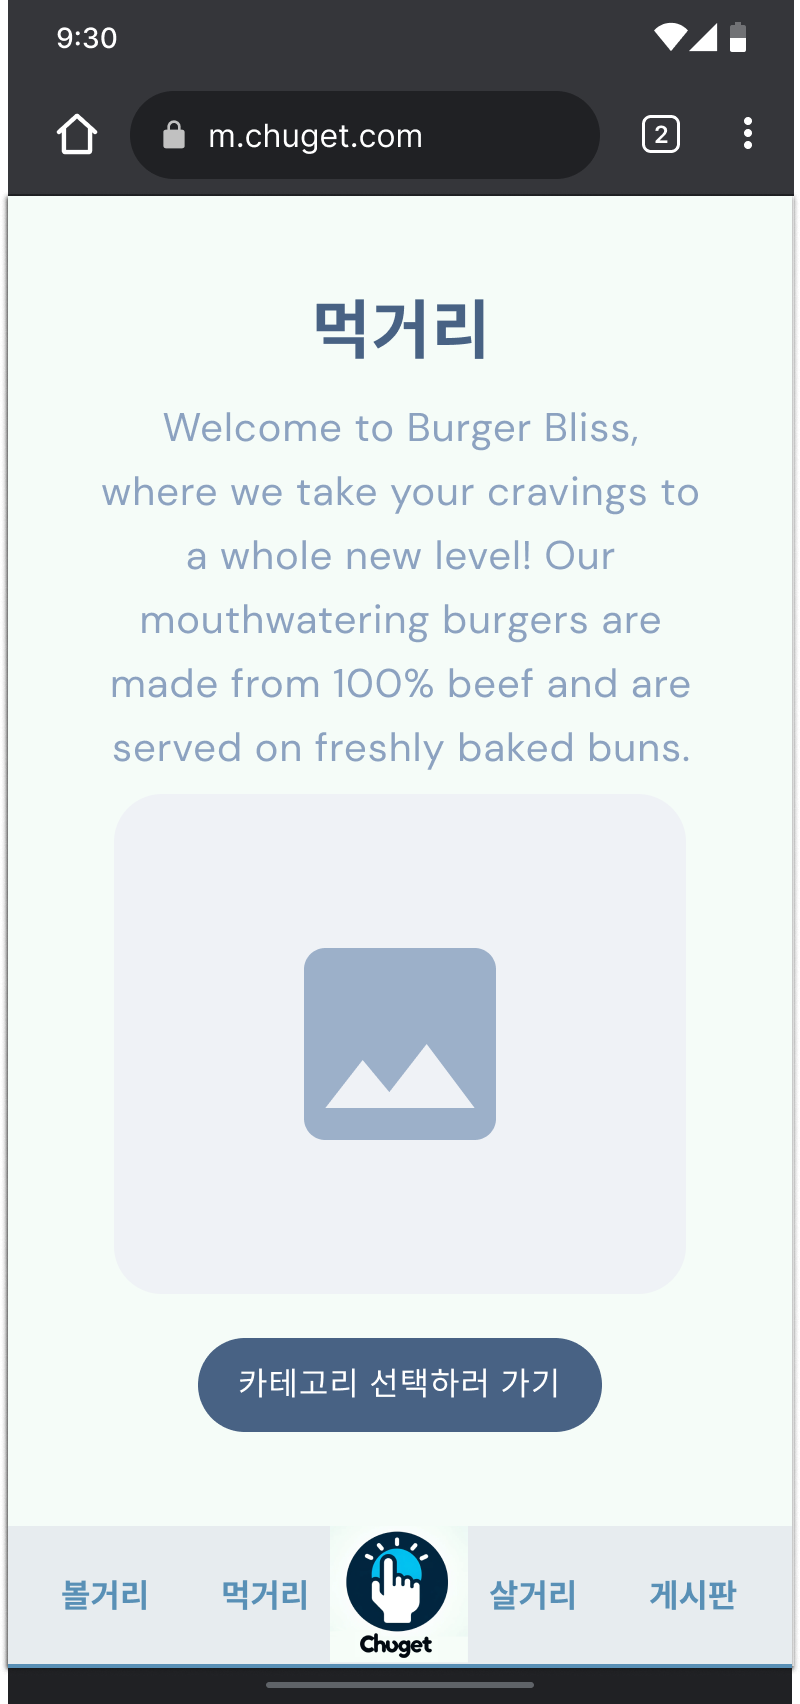 9:30
m.chuget.com
2
먹거리
Welcome to Burger Bliss,
where we take your cravings to
a whole new level! Our
mouthwatering burgers are
made from 100% beef and are
served on freshly baked buns.
카테고리 선택하러 가기
볼거리
먹거리
Chuget
살거리
게시판